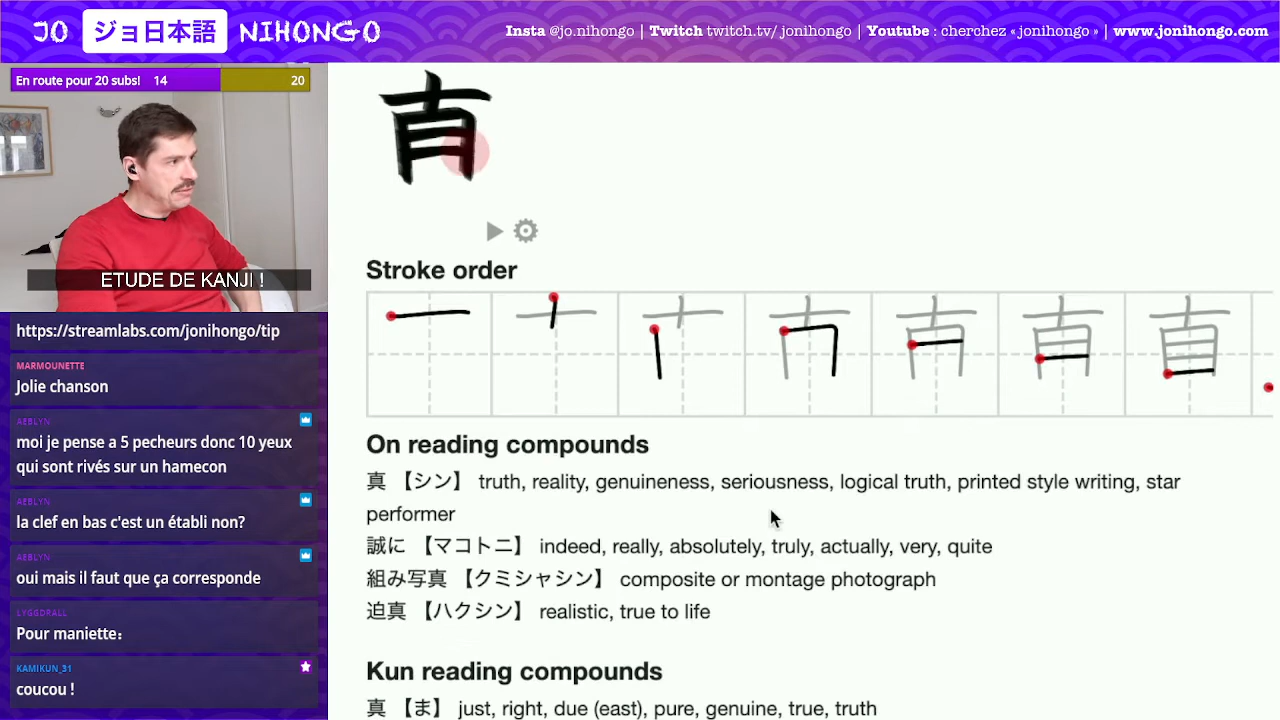 JO ジョ日本語 NIHONGO
Insta @jo.nihongo | Twitch twitch.tv/ jonihongo | Youtube : cherchez « jonihongo » | www.jonihongo.com
En route pour 20 subs! 14 20
ETUDE DE KANJI !
https://streamlabs.com/jonihongo/tip
MARMOUNETTE
Jolie chanson
AEBLYN
moi je pense a 5 pecheurs donc 10 yeux
qui sont rivés sur un hamecon
AEBLYN
la clef en bas c'est un établi non?
AEBLYN
oui mais il faut que ça corresponde
LYGGDRALL
Pour maniette:
KAMIKUN_31
coucou !
Stroke order
On reading compounds
真 【シン】 truth, reality, genuineness, seriousness, logical truth, printed style writing, star
performer
誠に 【マコトニ】 indeed, really, absolutely, truly, actually, very, quite
組み写真 【クミシャシン】 composite or montage photograph
迫真 【ハクシン】 realistic, true to life
Kun reading compounds
真 【ま】 just, right, due (east), pure, genuine, true, truth